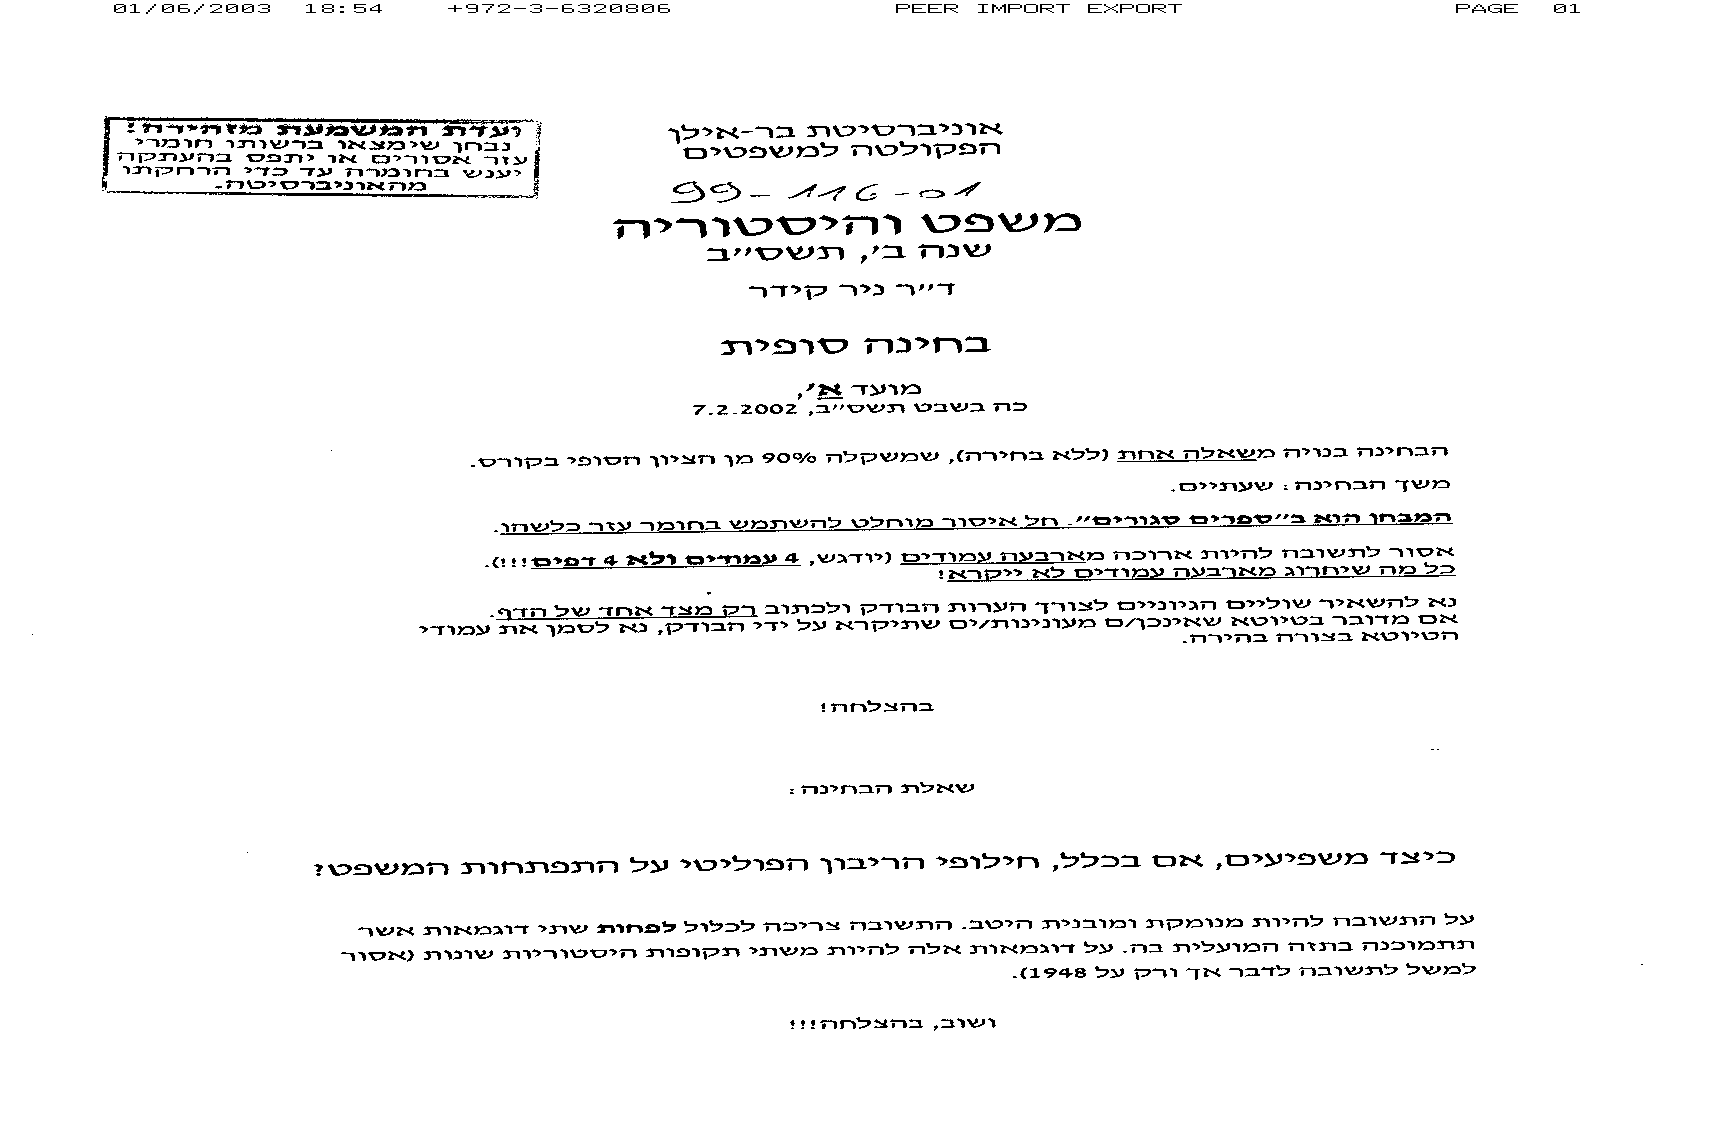 01/06/2003 18:54 +972-3-6320806 PEER IMPORT EXPORT PAGE 01
ועדת המשמעת מזהירה!
נבחן שימצאו ברשותו חומרי
עזר אסורים או יתפס בהעתקה
יענש בחומרה עד כדי הרחקתו
מהאוניברסיטה.
אוניברסיטת בר-אילן
הפקולטה למשפטים
99-116-01
משפט והיסטוריה
שנה ב', תשס"ב
ד"ר ניר קידר
בחינה סופית
מועד א',
כה בשבט תשס"ב, 7.2.2002
הבחינה בנויה משאלה אחת (ללא בחירה), שמשקלה 90% מן הציון הסופי בקורס.
משך הבחינה: שעתיים.
המבחן הוא ב"ספרים סגורים". חל איסור מוחלט להשתמש בחומר עזר כלשהו.
אסור לתשובה להיות ארוכה מארבעה עמודים (יודגש, 4 עמודים ולא 4 דפים!!!).
כל מה שיחרוג מארבעה עמודים לא ייקרא!
נא להשאיר שוליים הגיוניים לצורך הערות הבודק ולכתוב רק מצד אחד של הדף.
אם מדובר בטיוטא שאינכן/ם מעונינות/ים שתיקרא על ידי הבודק, נא לסמן את עמודי
הטיוטא בצורה בהירה.
בהצלחה!
שאלת הבחינה:
כיצד משפיעים, אם בכלל, חילופי הריבון הפוליטי על התפתחות המשפט?
על התשובה להיות מנומקת ומובנית היטב. התשובה צריכה לכלול לפחות שתי דוגמאות אשר
תתמוכנה בתזה המועלית בה. על דוגמאות אלה להיות משתי תקופות היסטוריות שונות (אסור
למשל לתשובה לדבר אך ורק על 1948).
ושוב, בהצלחה!!!